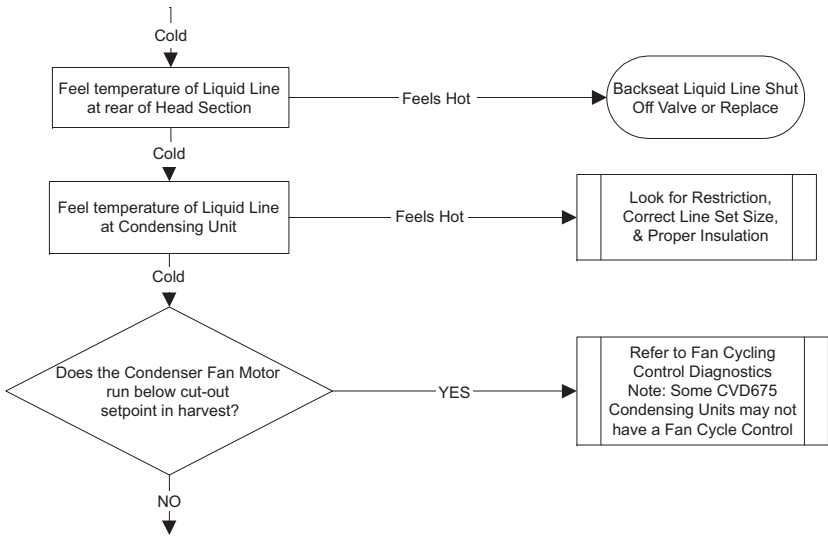 Cold
Feel temperature of Liquid Line
at rear of Head Section
Feels Hot
Backseat Liquid Line Shut
Off Valve or Replace
Cold
Feel temperature of Liquid Line
at Condensing Unit
Feels Hot
Look for Restriction,
Correct Line Set Size,
& Proper Insulation
Cold
Does the Condenser Fan Motor
run below cut-out
setpoint in harvest?
YES
Refer to Fan Cycling
Control Diagnostics
Note: Some CVD675
Condensing Units may not
have a Fan Cycle Control
NO